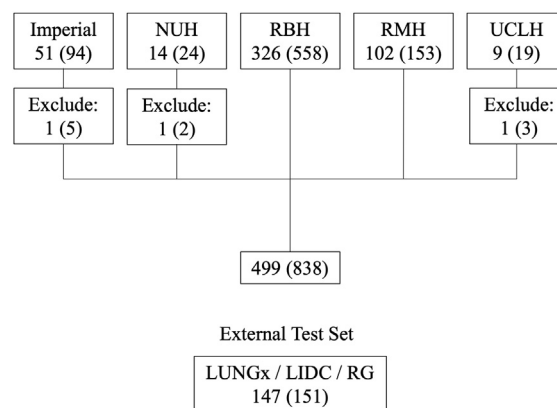 Imperial
51 (94)
NUH
14 (24)
RBH
326 (558)
RMH
102 (153)
UCLH
9 (19)
Exclude:
1 (5)
Exclude:
1 (2)
Exclude:
1 (3)
499 (838)
External Test Set
LUNGx / LIDC / RG
147 (151)